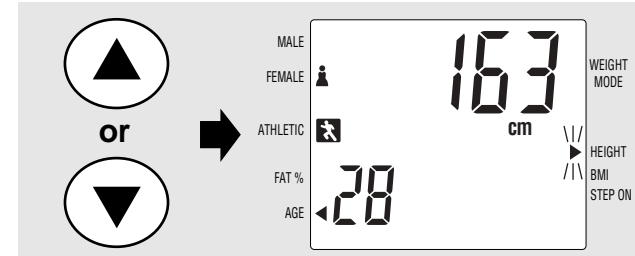 or
MALE
FEMALE
ATHLETIC
FAT %
AGE
163
cm
28
WEIGHT
MODE
HEIGHT
BMI
STEP ON